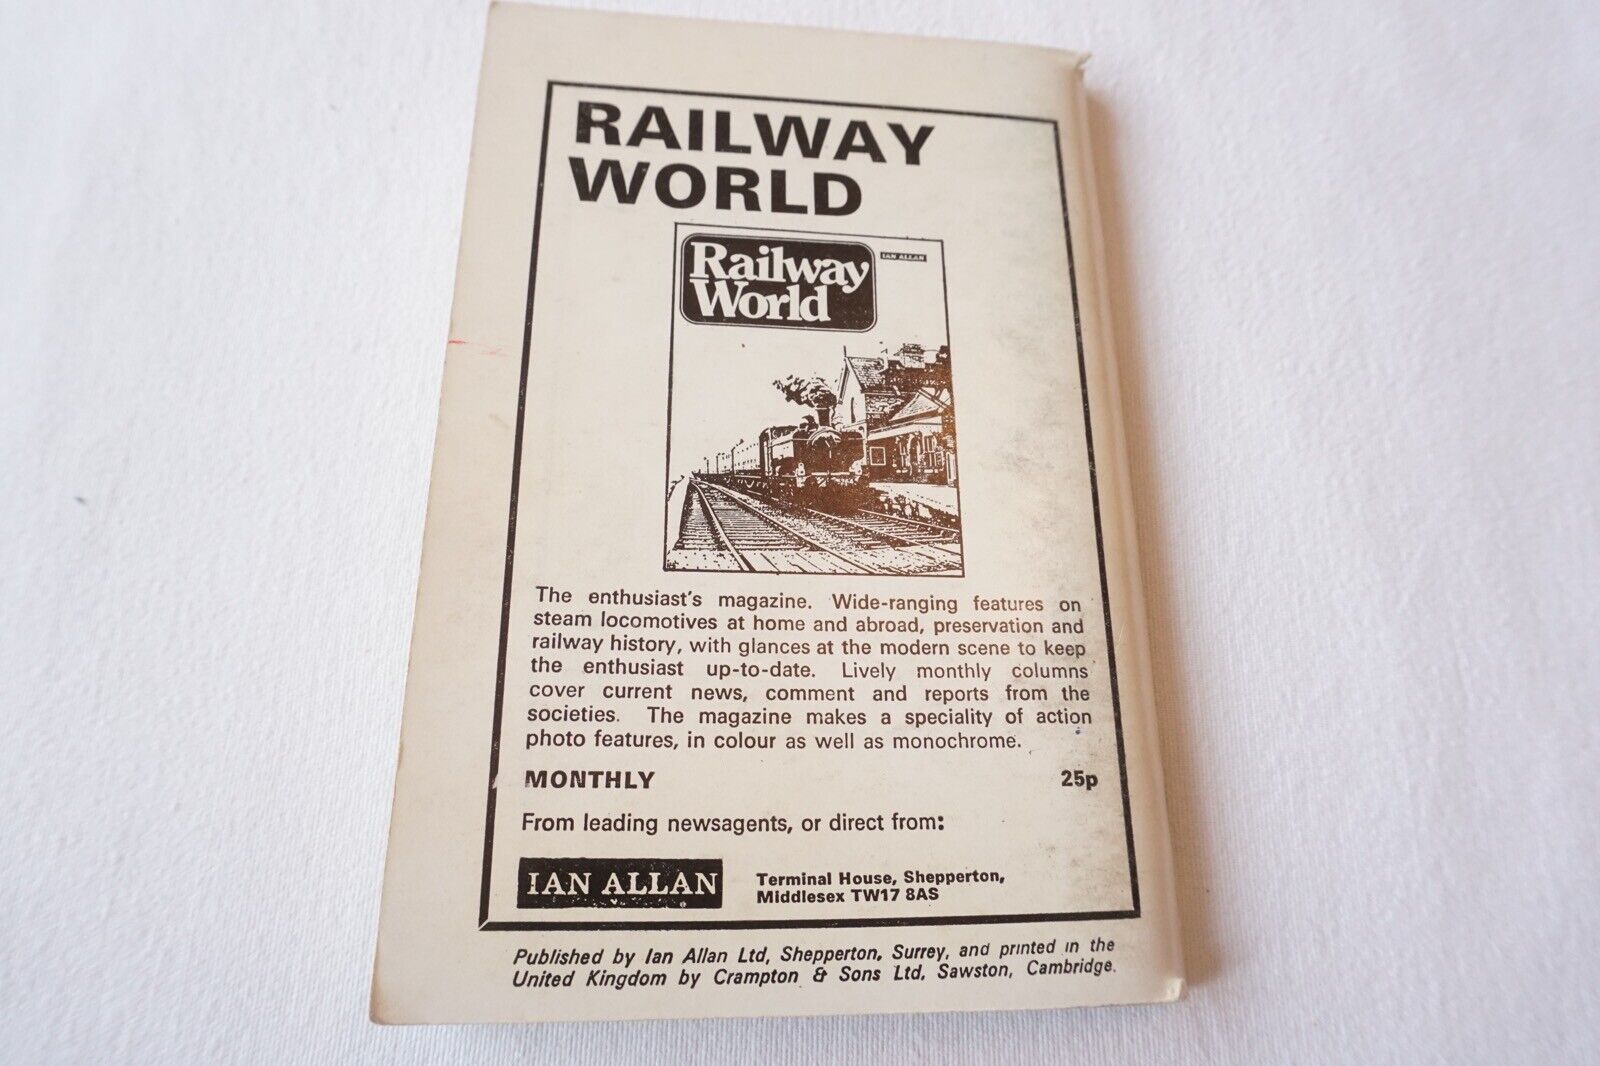 RAILWAY
WORLD
Railway
World
IAN ALLAN
The enthusiast's magazine. Wide-ranging features on
steam locomotives at home and abroad, preservation and
railway history, with glances at the modern scene to keep
the enthusiast up-to-date. Lively monthly columns
cover current news, comment and reports from the
societies. The magazine makes a speciality of action
photo features, in colour as well as monochrome.
MONTHLY 25p
From leading newsagents, or direct from:
IAN ALLAN
Terminal House, Shepperton,
Middlesex TW17 8AS
Published by Ian Allan Ltd, Shepperton, Surrey, and printed in the
United Kingdom by Crampton & Sons Ltd, Sawston, Cambridge.